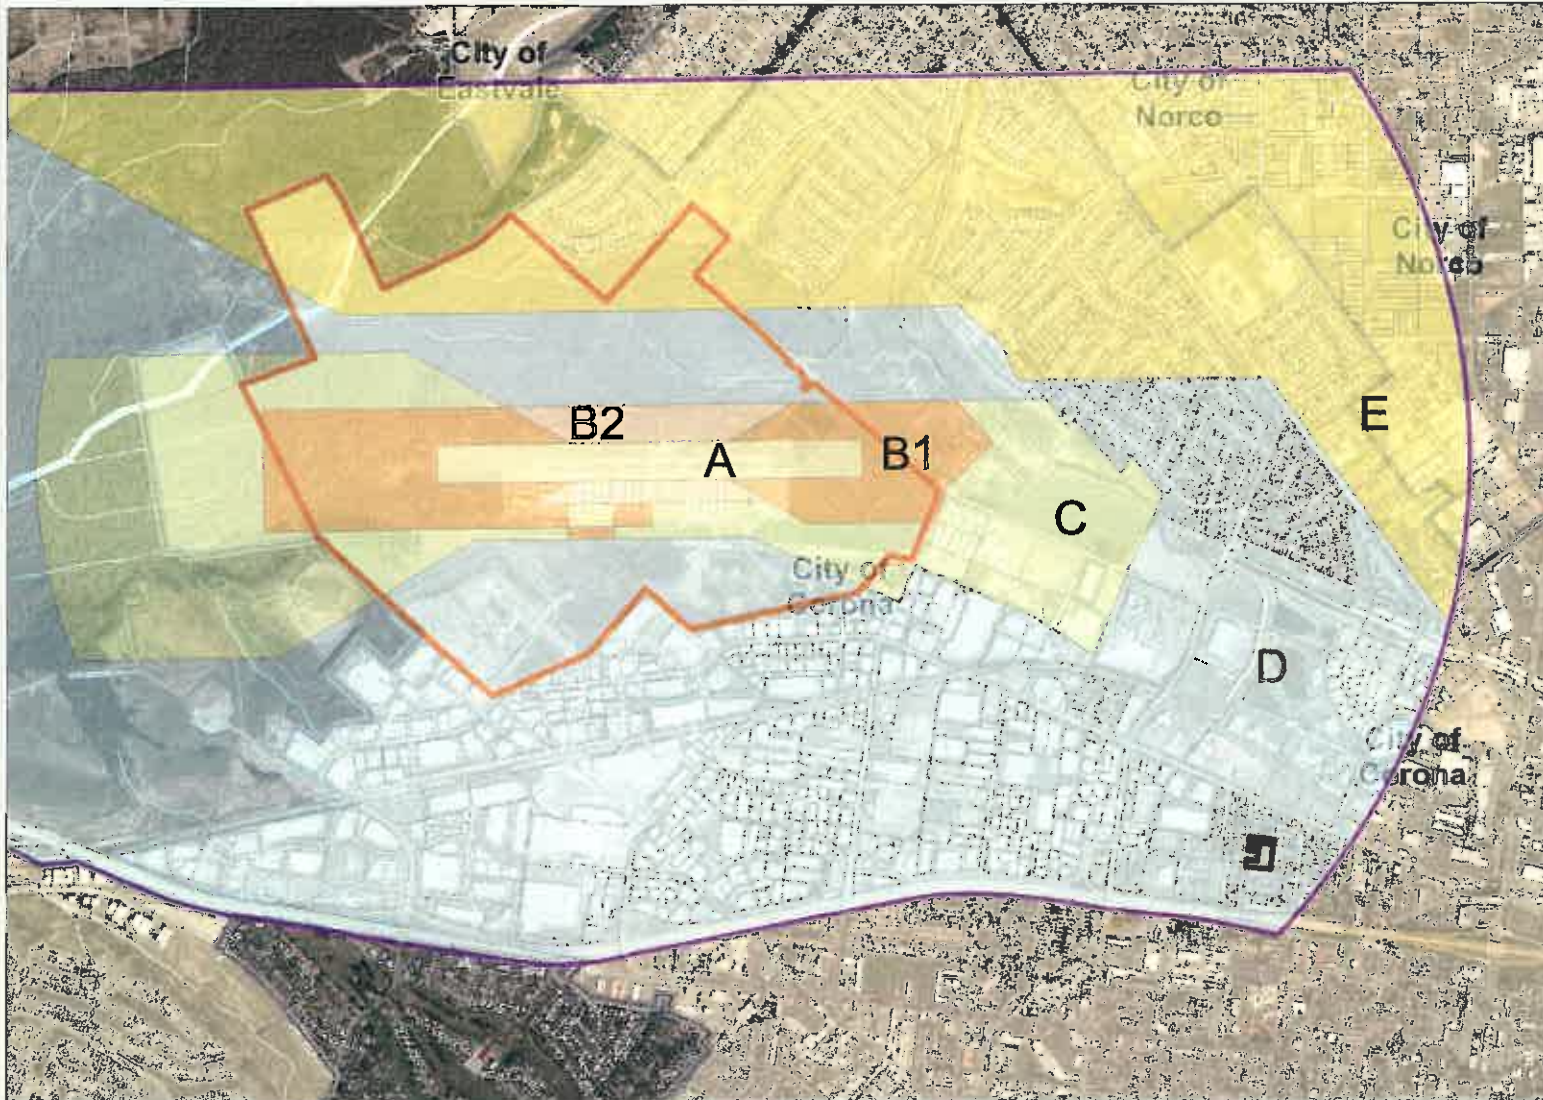 City of
Eastvale
City of
Norco
City of
Norco
E
B2
A
B1
C
City of
Corona
D
City of
Corona